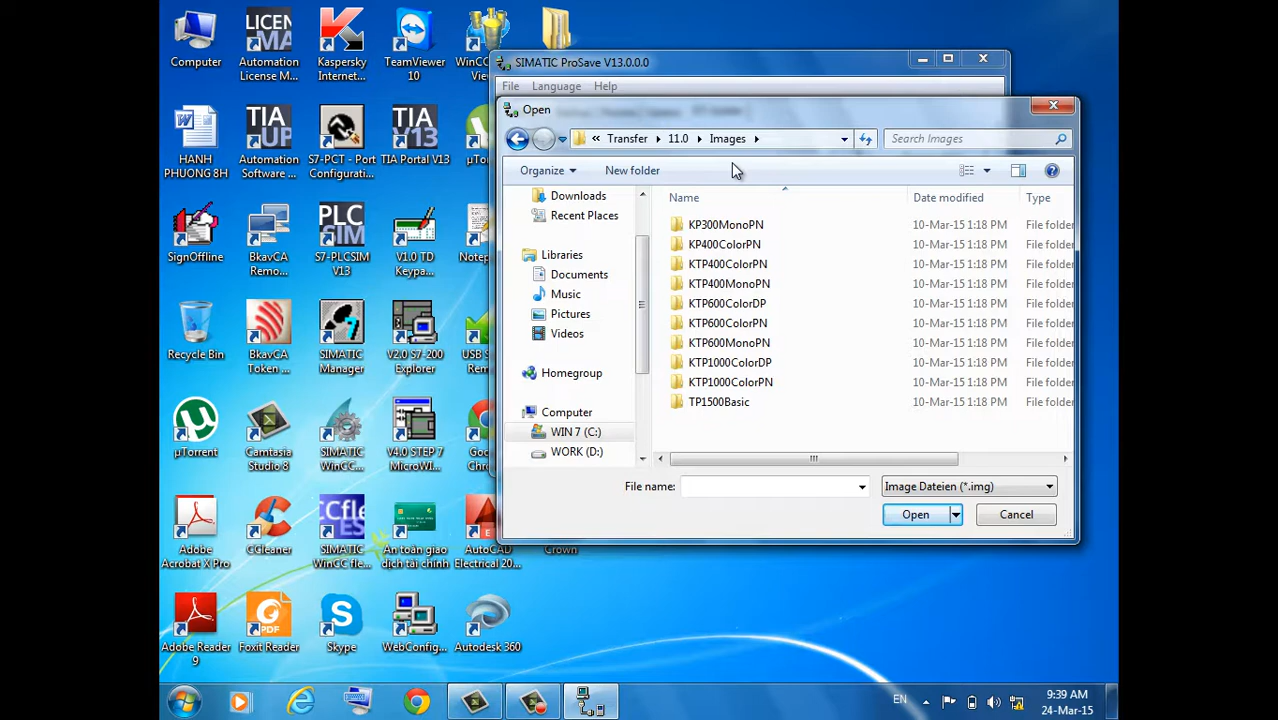 Computer
Automation
License M...
Kaspersky
Internet...
TeamViewer
10
WinCC
View
HANH
PHUONG 8H
Automation
Software ...
S7-PCT - Port
Configurati...
TIA Portal V13
µTor
SignOffline
BkavCA
Remo...
S7-PLCSIM
V13
V1.0 TD
Keypa...
Notep
Recycle Bin
BkavCA
Token ...
SIMATIC
Manager
V2.0 S7-200
Explorer
USB S
Rem
µTorrent
Camtasia
Studio 8
SIMATIC
WinCC ...
V4.0 STEP 7
MicroWI...
Goo
Chro
Adobe
Acrobat X Pro
CCleaner
SIMATIC
WinCC fle...
An toàn giao
dịch tài chính
AutoCAD
Electrical 20...
Crown
Adobe Reader
9
Foxit Reader
Skype
WebConfig...
Autodesk 360
SIMATIC ProSave V13.0.0.0
File Language Help
Open
« Transfer 11.0 Images
Search Images
Organize New folder
Downloads
Recent Places
Libraries
Documents
Music
Pictures
Videos
Homegroup
Computer
WIN 7 (C:)
WORK (D:)
Name Date modified Type
KP300MonoPN 10-Mar-15 1:18 PM File folder
KP400ColorPN 10-Mar-15 1:18 PM File folder
KTP400ColorPN 10-Mar-15 1:18 PM File folder
KTP400MonoPN 10-Mar-15 1:18 PM File folder
KTP600ColorDP 10-Mar-15 1:18 PM File folder
KTP600ColorPN 10-Mar-15 1:18 PM File folder
KTP600MonoPN 10-Mar-15 1:18 PM File folder
KTP1000ColorDP 10-Mar-15 1:18 PM File folder
KTP1000ColorPN 10-Mar-15 1:18 PM File folder
TP1500Basic 10-Mar-15 1:18 PM File folder
File name: Image Dateien (*.img)
Open Cancel
EN
9:39 AM
24-Mar-15